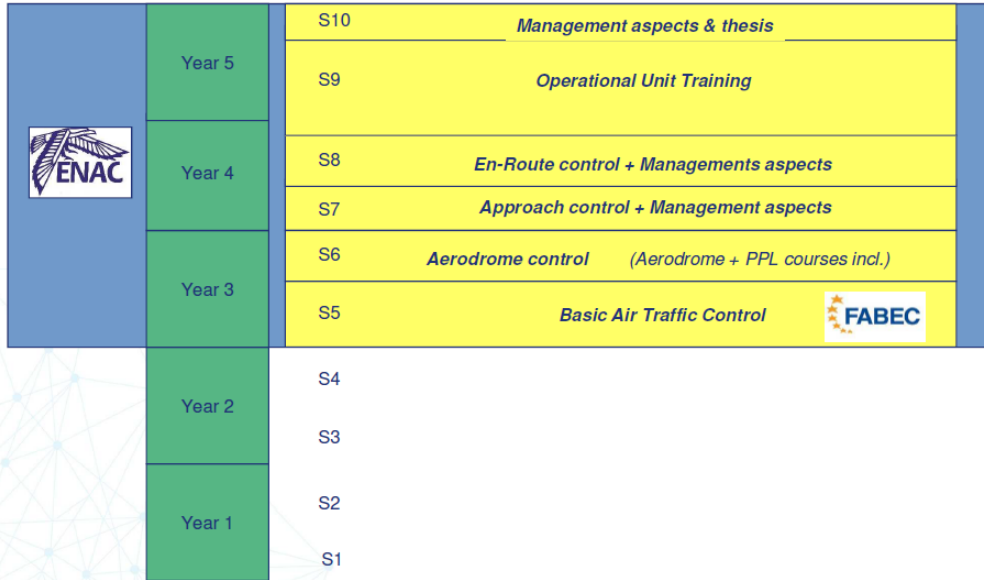 S10 Management aspects & thesis
Year 5
S9 Operational Unit Training
ENAC
S8 En-Route control + Managements aspects
Year 4
S7 Approach control + Management aspects
S6 Aerodrome control (Aerodrome + PPL courses incl.)
Year 3
S5 Basic Air Traffic Control FABEC
S4
Year 2
S3
S2
Year 1
S1